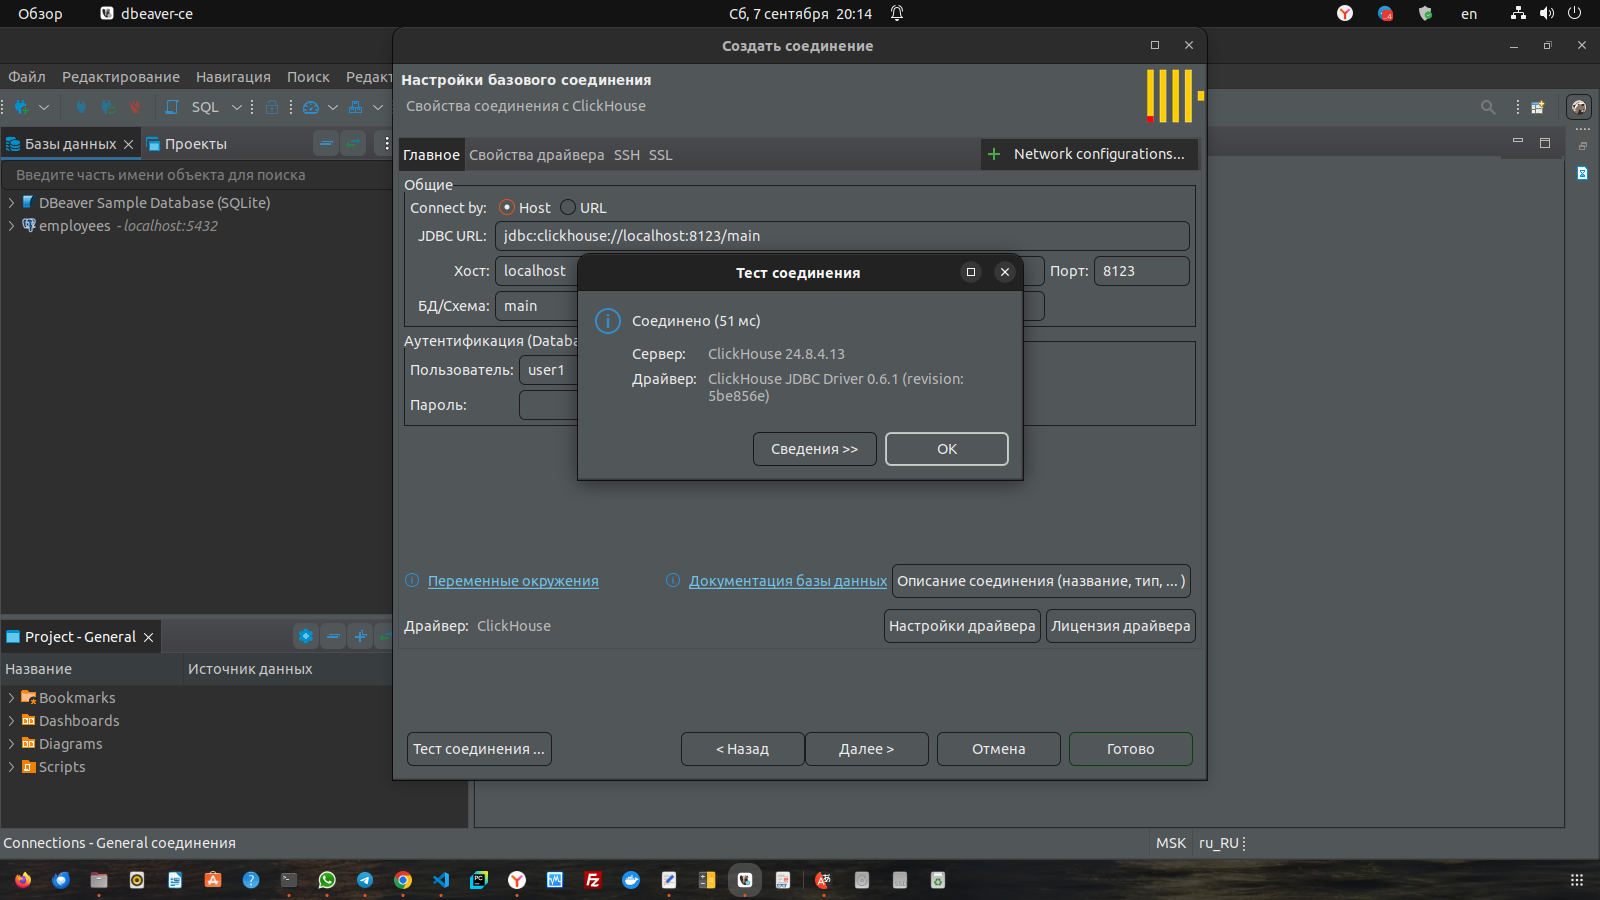 Обзор
dbeaver-ce
Сб, 7 сентября 20:14
en
Создать соединение
Файл Редактирование Навигация Поиск Редакт
SQL
Базы данных
Проекты
Введите часть имени объекта для поиска
DBeaver Sample Database (SQLite)
employees - localhost:5432
Настройки базового соединения
Свойства соединения с ClickHouse
Главное Свойства драйвера SSH SSL
Network configurations...
Общие
Connect by: Host URL
JDBC URL: jdbc:clickhouse://localhost:8123/main
Хост: localhost
Порт: 8123
БД/Схема: main
Аутентификация (Databa
Пользователь: user1
Пароль:
Тест соединения
Соединено (51 мс)
Сервер: ClickHouse 24.8.4.13
Драйвер: ClickHouse JDBC Driver 0.6.1 (revision:
5be856e)
Сведения >>
OK
Переменные окружения
Документация базы данных
Описание соединения (название, тип, ... )
Драйвер: ClickHouse
Настройки драйвера
Лицензия драйвера
Тест соединения ...
< Назад
Далее >
Отмена
Готово
Project - General
Название
Источник данных
Bookmarks
Dashboards
Diagrams
Scripts
Connections - General соединения
MSK
ru_RU